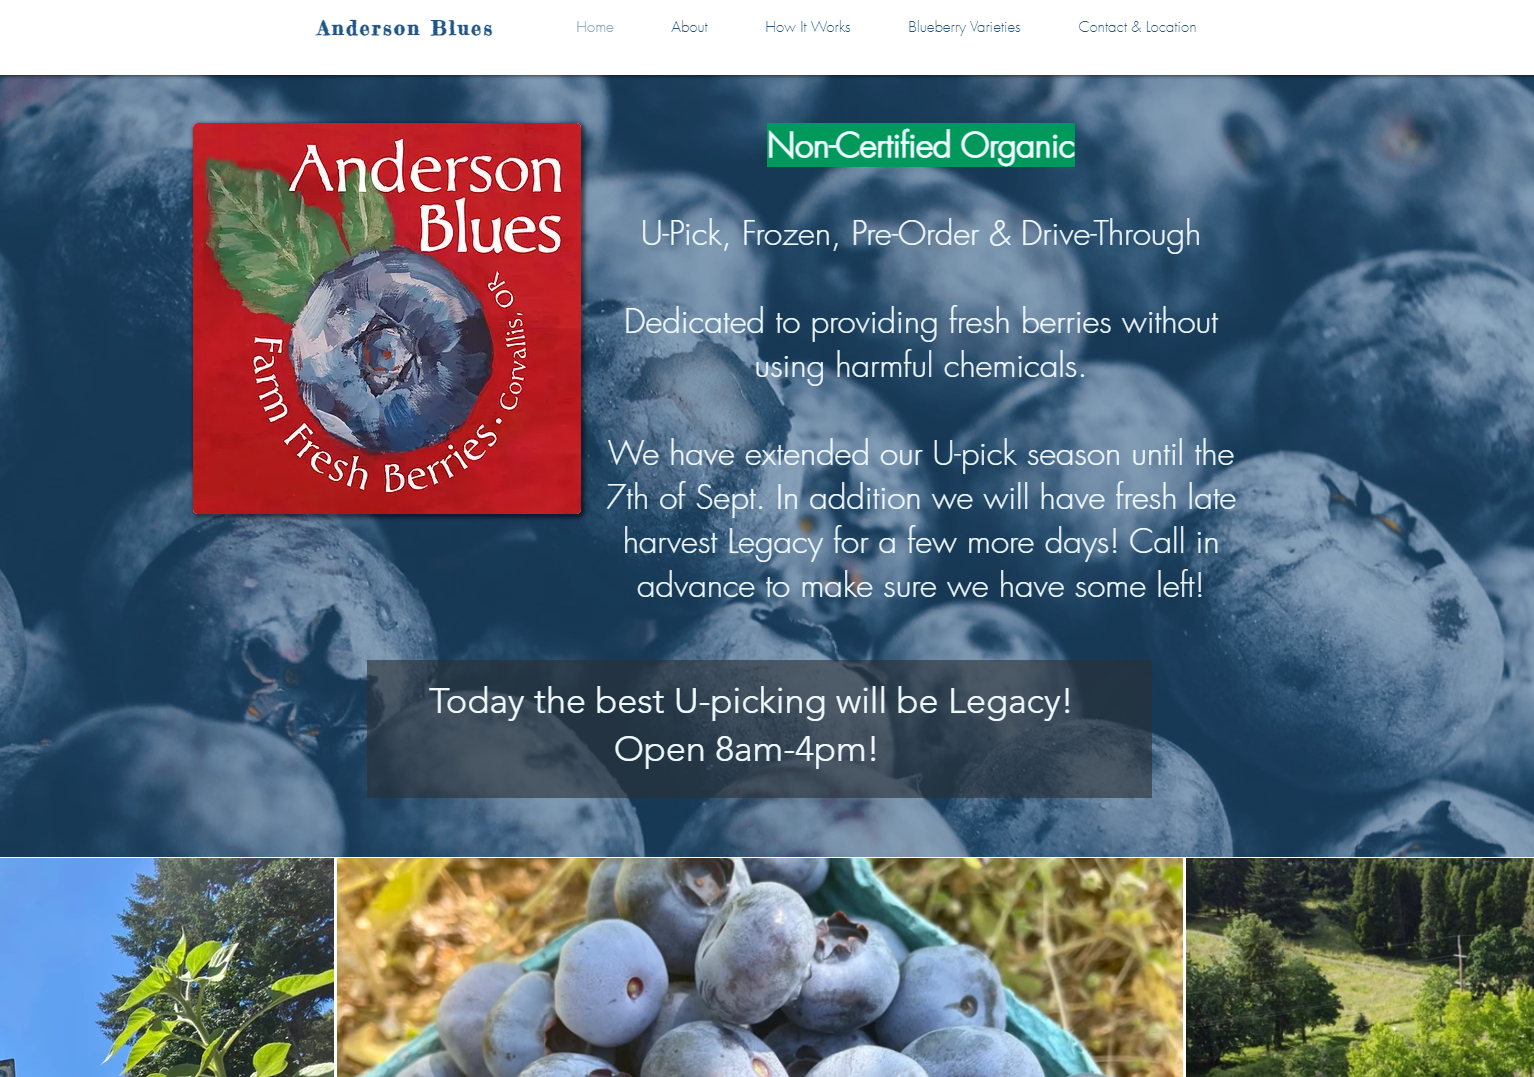 Anderson Blues
Home
About
How It Works
Blueberry Varieties
Contact & Location
Anderson
Blues
Farm Fresh Berries • Corvallis, OR
Non-Certified Organic
U-Pick, Frozen, Pre-Order & Drive-Through
Dedicated to providing fresh berries without
using harmful chemicals.
We have extended our U-pick season until the
7th of Sept. In addition we will have fresh late
harvest Legacy for a few more days! Call in
advance to make sure we have some left!
Today the best U-picking will be Legacy!
Open 8am-4pm!